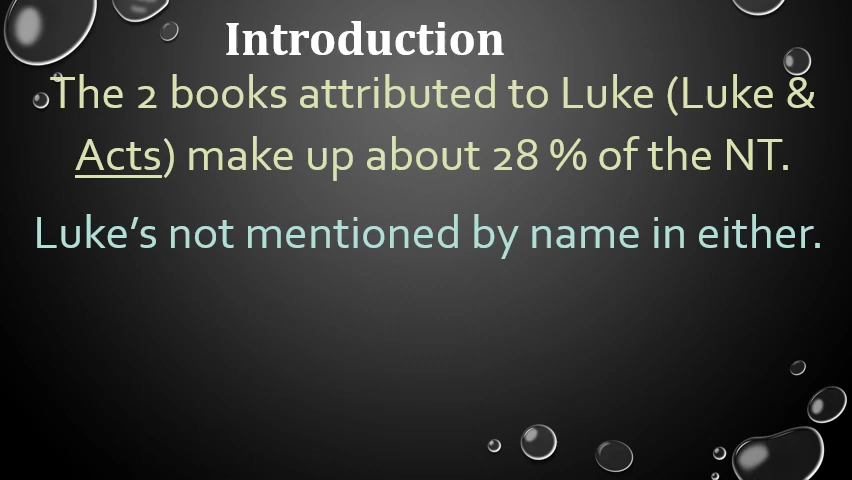 Introduction
The 2 books attributed to Luke (Luke &
Acts) make up about 28 % of the NT.
Luke’s not mentioned by name in either.